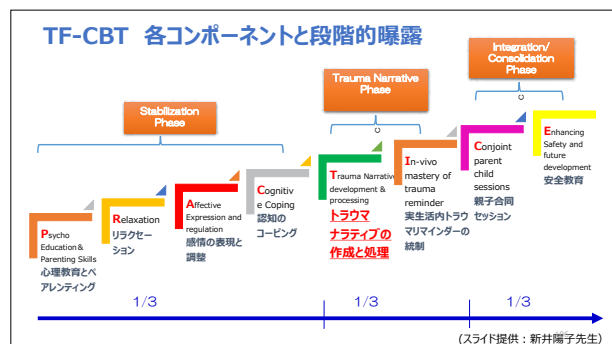 TF-CBT 各コンポーネントと段階的曝露
Stabilization
Phase
Trauma Narrative
Phase
Integration/
Consolidation
Phase
Psycho
Education&
Parenting Skills
心理教育とペ
アレンティング
Relaxation
リラクセー
ション
Affective
Expression and
regulation
感情の表現と
調整
Cognitiv
e Coping
認知の
コーピング
Trauma Narrative
development &
processing
トラウマ
ナラティブの
作成と処理
In-vivo
mastery of
trauma
reminder
実生活内トラウ
マリマインダーの
統制
Conjoint
parent
child
sessions
親子合同
セッション
Enhancing
Safety and future
development
安全教育
1/3
1/3
1/3
(スライド提供：新井陽子先生)